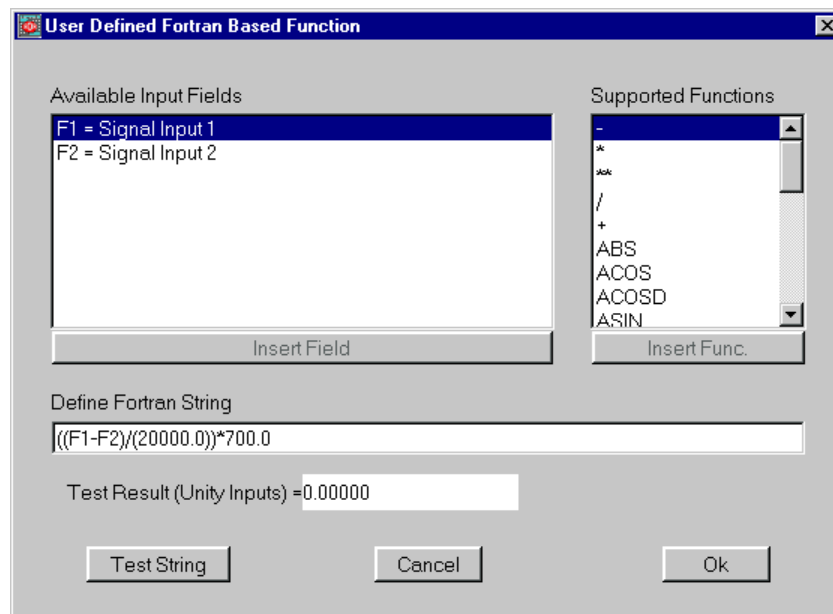 User Defined Fortran Based Function
Available Input Fields
F1 = Signal Input 1
F2 = Signal Input 2
Insert Field
Supported Functions
-
*
**
/
+
ABS
ACOS
ACOSD
ASIN
Insert Func.
Define Fortran String
((F1-F2)/(20000.0))*700.0
Test Result (Unity Inputs) =0.00000
Test String
Cancel
Ok